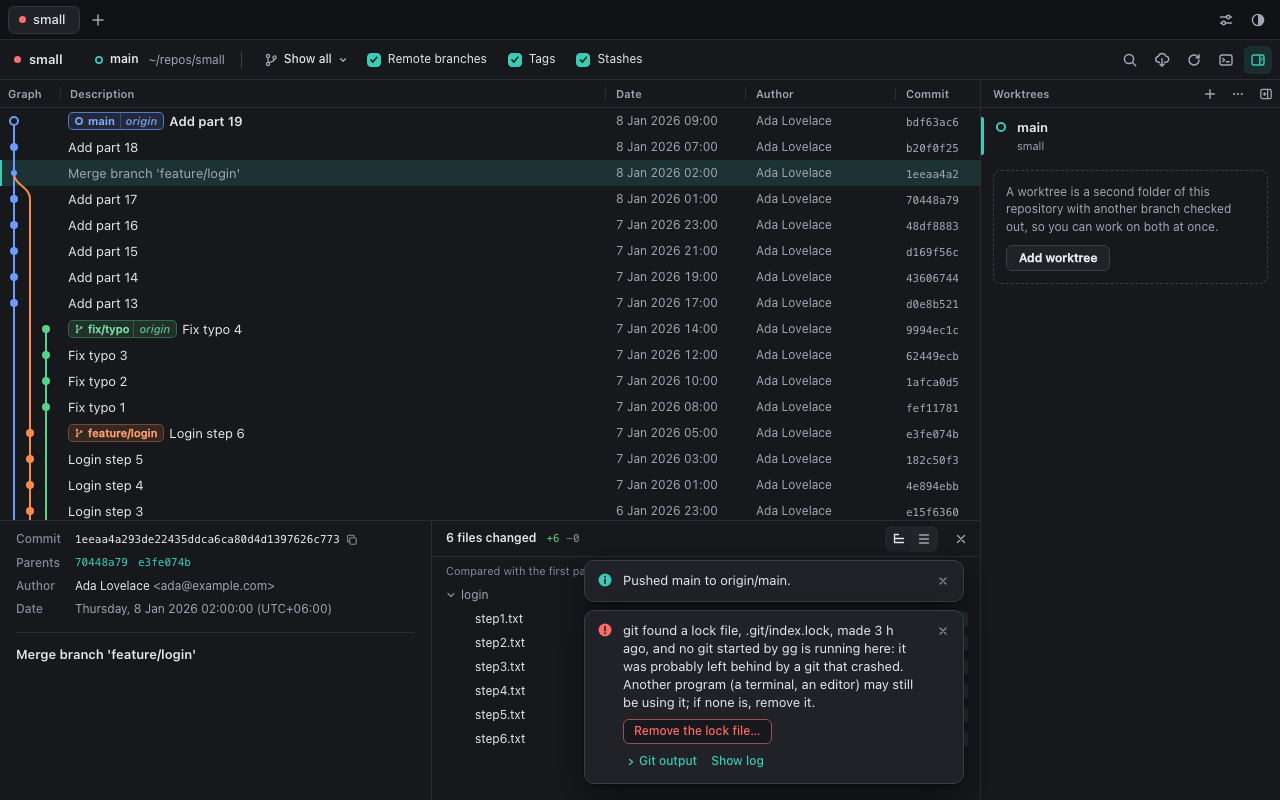 small
small main ~/repos/small Show all Remote branches Tags Stashes
Graph Description Date Author Commit Worktrees
main origin Add part 19 8 Jan 2026 09:00 Ada Lovelace bdf63ac6
Add part 18 8 Jan 2026 07:00 Ada Lovelace b20f0f25
Merge branch 'feature/login' 8 Jan 2026 02:00 Ada Lovelace 1eeaa4a2
Add part 17 8 Jan 2026 01:00 Ada Lovelace 70448a79
Add part 16 7 Jan 2026 23:00 Ada Lovelace 48df8883
Add part 15 7 Jan 2026 21:00 Ada Lovelace d169f56c
Add part 14 7 Jan 2026 19:00 Ada Lovelace 43606744
Add part 13 7 Jan 2026 17:00 Ada Lovelace d0e8b521
fix/typo origin Fix typo 4 7 Jan 2026 14:00 Ada Lovelace 9994ec1c
Fix typo 3 7 Jan 2026 12:00 Ada Lovelace 62449ecb
Fix typo 2 7 Jan 2026 10:00 Ada Lovelace 1afca0d5
Fix typo 1 7 Jan 2026 08:00 Ada Lovelace fef11781
feature/login Login step 6 7 Jan 2026 05:00 Ada Lovelace e3fe074b
Login step 5 7 Jan 2026 03:00 Ada Lovelace 182c50f3
Login step 4 7 Jan 2026 01:00 Ada Lovelace 4e894ebb
Login step 3 6 Jan 2026 23:00 Ada Lovelace e15f6360
main
small
A worktree is a second folder of this
repository with another branch checked
out, so you can work on both at once.
Add worktree
Commit 1eeaa4a293de22435ddca6ca80d4d1397626c773
Parents 70448a79 e3fe074b
Author Ada Lovelace <ada@example.com>
Date Thursday, 8 Jan 2026 02:00:00 (UTC+06:00)
Merge branch 'feature/login'
6 files changed +6 −0
Compared with the first pa
login
step1.txt
step2.txt
step3.txt
step4.txt
step5.txt
step6.txt
Pushed main to origin/main.
git found a lock file, .git/index.lock, made 3 h
ago, and no git started by gg is running here: it
was probably left behind by a git that crashed.
Another program (a terminal, an editor) may still
be using it; if none is, remove it.
Remove the lock file…
Git output Show log